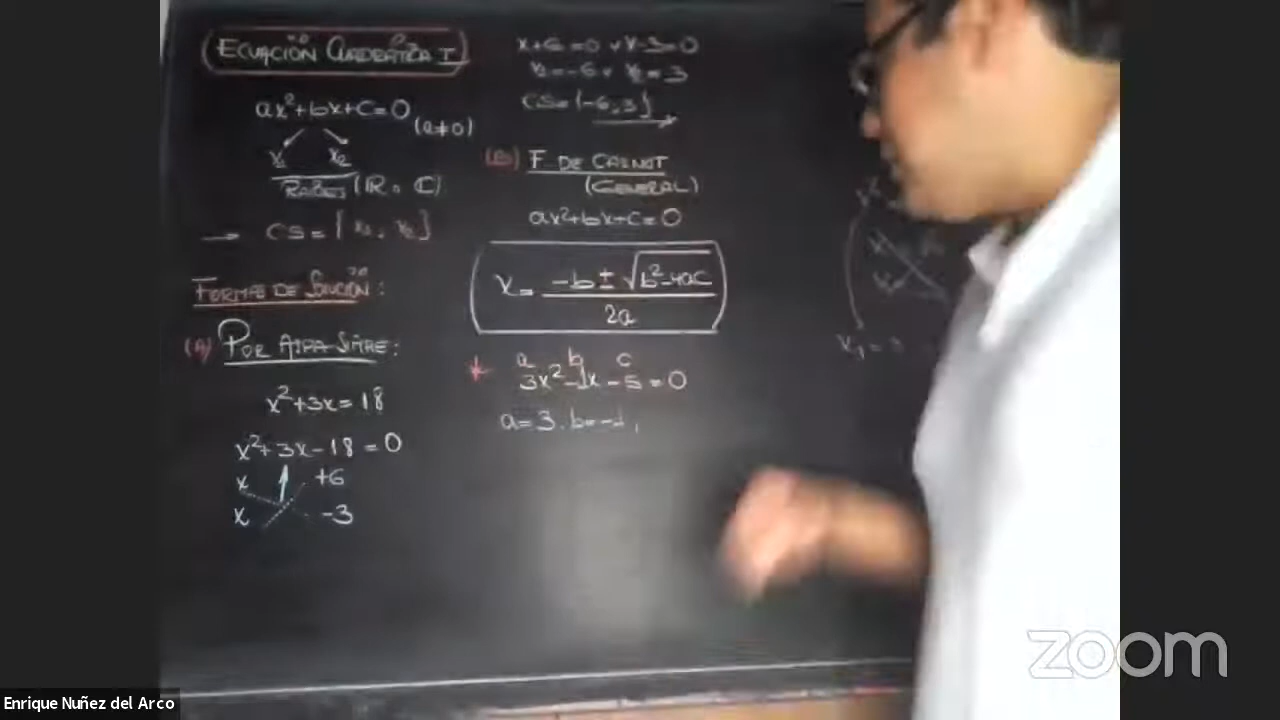 ECUACIÓN CUADRÁTICA I
ax²+bx+c=0
(a≠0)
x₁ x₂
RAÍCES (R o C)
→ CS={x₁, x₂}
FORMAS DE SOLUCIÓN:
(A) POR ASPA SIMPRE:
x²+3x=18
x²+3x-18=0
x +6
x -3
x+6=0 v x-3=0
x₁=-6 v x₂=3
CS={-6,3}
(B) F. DE CARNOT
(GENERAL)
ax²+bx+c=0
x = (-b±√(b²-4ac))/2a
a b c
* 3x²-1x-5=0
a=3. b=-1,
Enrique Nuñez del Arco
zoom